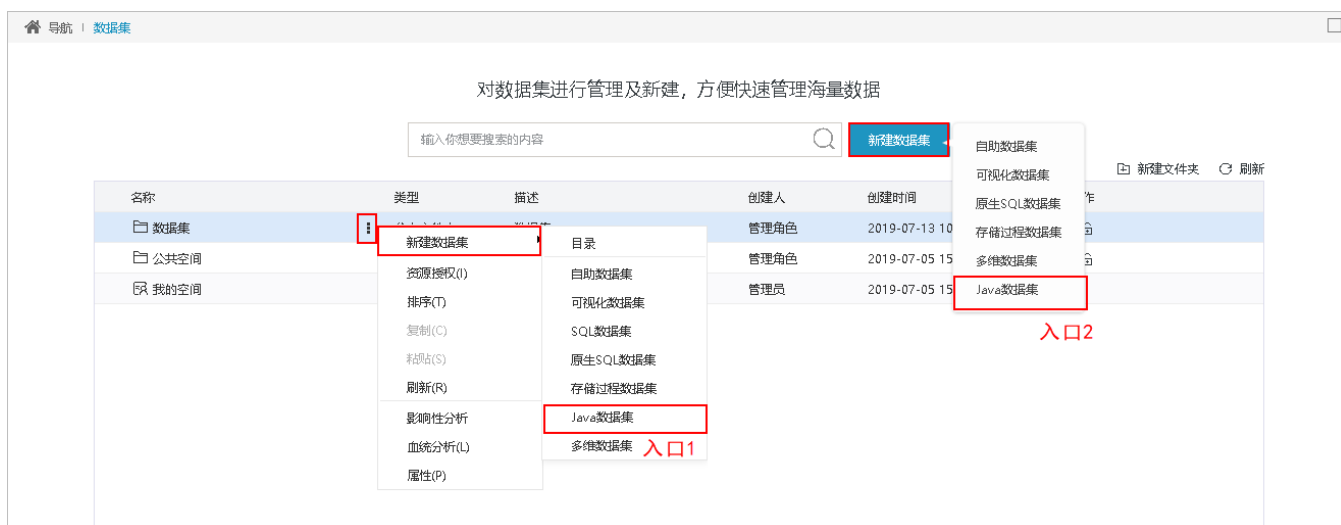 导航 | 数据集
对数据集进行管理及新建，方便快速管理海量数据
输入你想要搜索的内容
新建数据集
新建文件夹 刷新
名称 类型 描述 创建人 创建时间 作
数据集 管理角色 2019-07-13 10
公共空间 管理角色 2019-07-05 15
我的空间 管理员 2019-07-05 15
新建数据集
资源授权(I)
排序(T)
复制(C)
粘贴(S)
刷新(R)
影响性分析
血统分析(L)
属性(P)
目录
自助数据集
可视化数据集
SQL数据集
原生SQL数据集
存储过程数据集
Java数据集
多维数据集
入口1
自助数据集
可视化数据集
原生SQL数据集
存储过程数据集
多维数据集
Java数据集
入口2